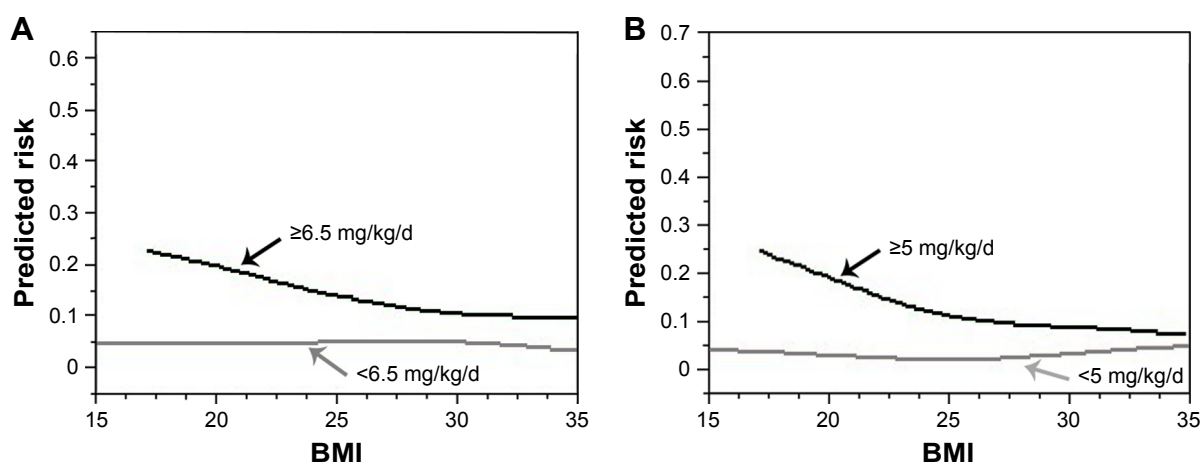 A
Predicted risk
0.6
0.5
0.4
0.3
0.2
0.1
0
≥6.5 mg/kg/d
<6.5 mg/kg/d
15 20 25 30 35
BMI
B
Predicted risk
0.7
0.6
0.5
0.4
0.3
0.2
0.1
0
≥5 mg/kg/d
<5 mg/kg/d
15 20 25 30 35
BMI